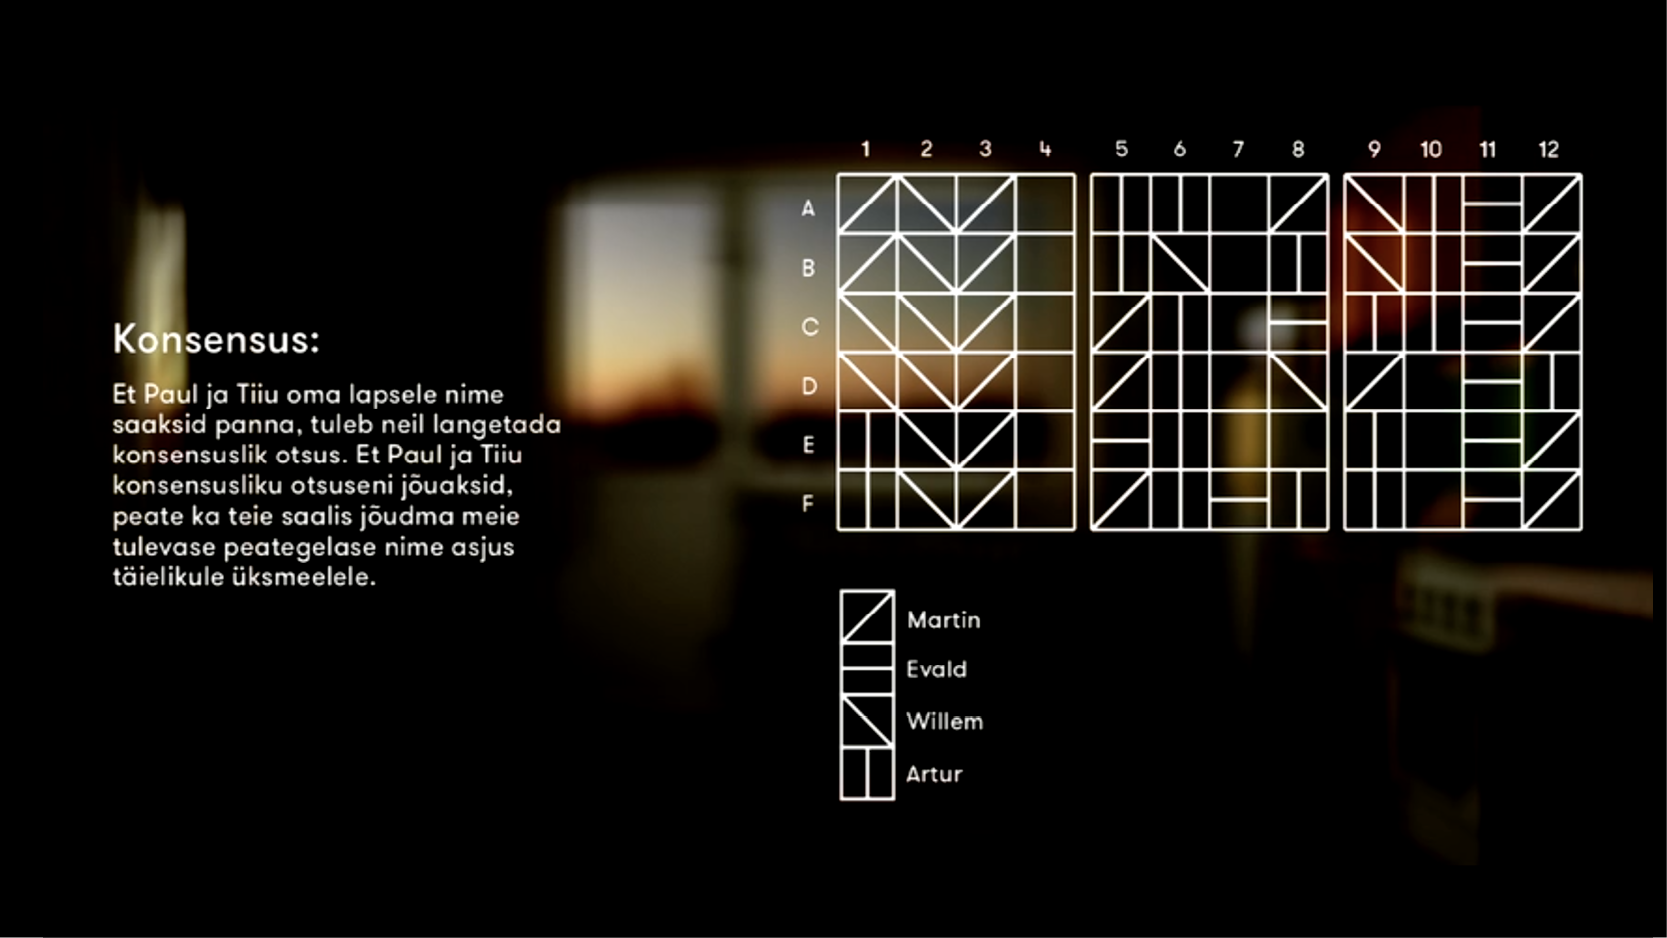 1 2 3 4 5 6 7 8 9 10 11 12
A
B
C
D
E
F
Konsensus:
Et Paul ja Tiiu oma lapsele nime
saaksid panna, tuleb neil langetada
konsensuslik otsus. Et Paul ja Tiiu
konsensusliku otsuseni jõuaksid,
peate ka teie saalis jõudma meie
tulevase peategelase nime asjus
täielikule üksmeelele.
Martin
Evald
Willem
Artur